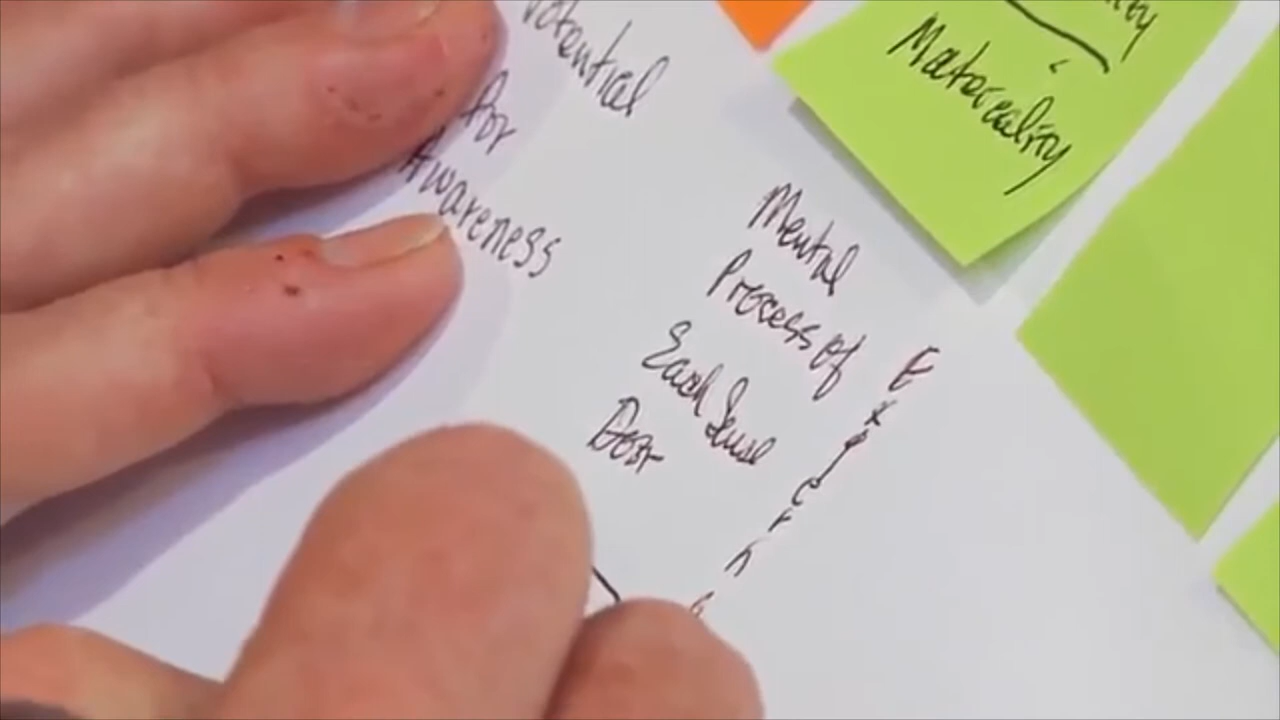 Potential
for
Awareness
Materiality
Mental
Process of
Each Sense
Door